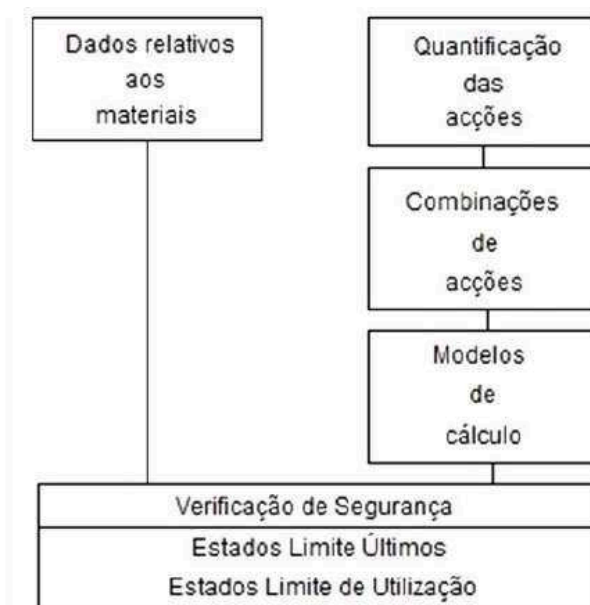 Dados relativos
aos
materiais
Quantificação
das
acções
Combinações
de
acções
Modelos
de
cálculo
Verificação de Segurança
Estados Limite Últimos
Estados Limite de Utilização